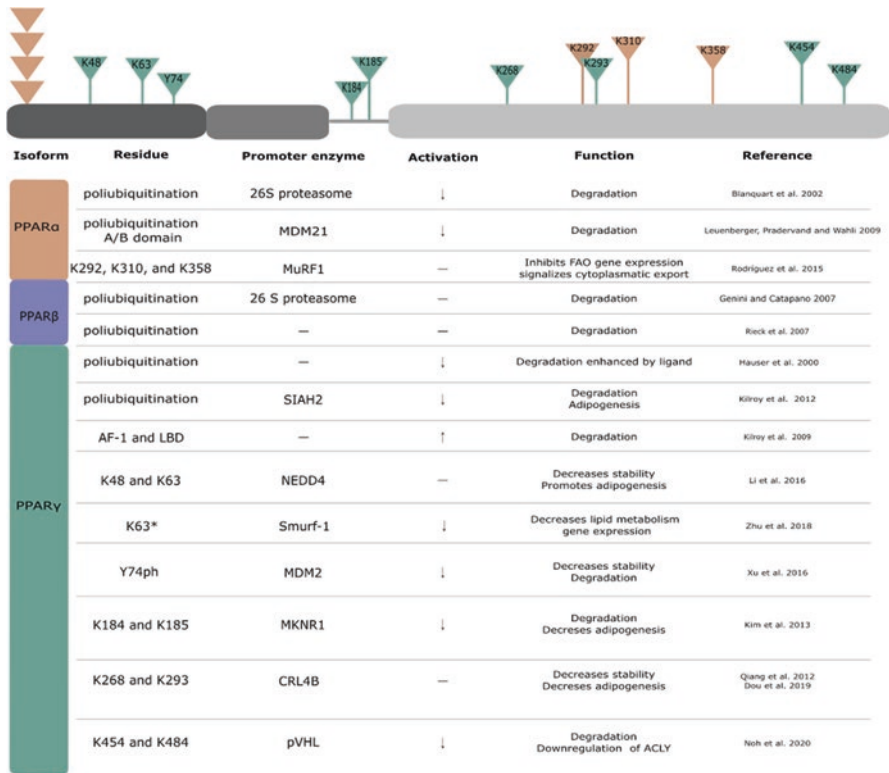 K48
K63
Y74
K184
K185
K268
K292
K293
K310
K358
K454
K484
Isoform Residue Promoter enzyme Activation Function Reference
PPARα
poliubiquitination 26S proteasome ↓ Degradation Blanquart et al. 2002
poliubiquitination
A/B domain MDM21 ↓ Degradation Leuenberger, Pradervand and Wahli 2009
K292, K310, and K358 MuRF1 — Inhibits FAO gene expression
signalizes cytoplasmatic export Rodríguez et al. 2015
PPARβ
poliubiquitination 26 S proteasome — Degradation Genini and Catapano 2007
poliubiquitination — — Degradation Rieck et al. 2007
PPARγ
poliubiquitination — ↓ Degradation enhanced by ligand Hauser et al. 2000
poliubiquitination SIAH2 ↓ Degradation
Adipogenesis Kilroy et al. 2012
AF-1 and LBD — ↑ Degradation Kilroy et al. 2009
K48 and K63 NEDD4 — Decreases stability
Promotes adipogenesis Li et al. 2016
K63* Smurf-1 ↓ Decreases lipid metabolism
gene expression Zhu et al. 2018
Y74ph MDM2 ↓ Decreases stability
Degradation Xu et al. 2016
K184 and K185 MKNR1 ↓ Degradation
Decreses adipogenesis Kim et al. 2013
K268 and K293 CRL4B — Decreases stability
Decreses adipogenesis Qiang et al. 2012
Dou et al. 2019
K454 and K484 pVHL ↓ Degradation
Downregulation of ACLY Noh et al. 2020